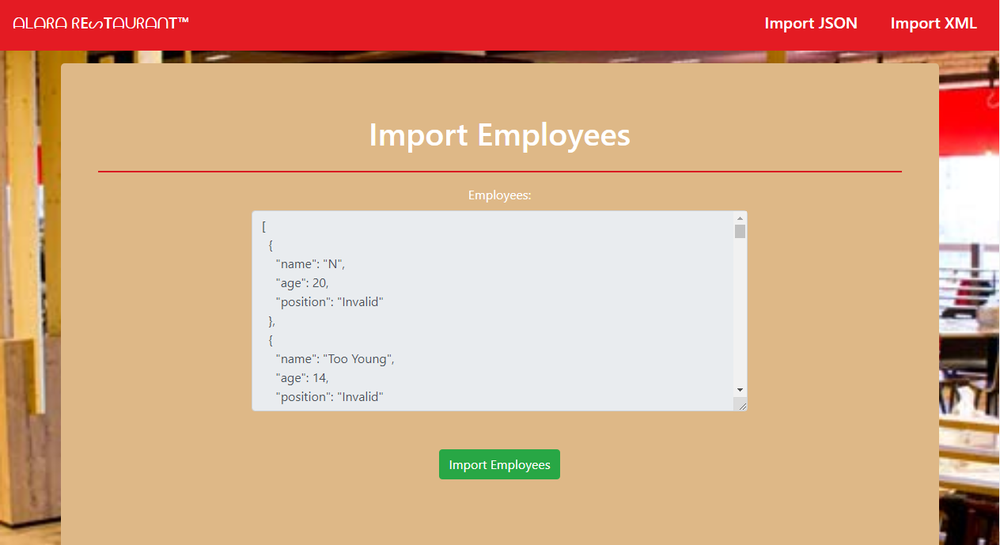 ALARA RESTAURANT™
Import JSON
Import XML
Import Employees
Employees:
[
{
"name": "N",
"age": 20,
"position": "Invalid"
},
{
"name": "Too Young",
"age": 14,
"position": "Invalid"
Import Employees